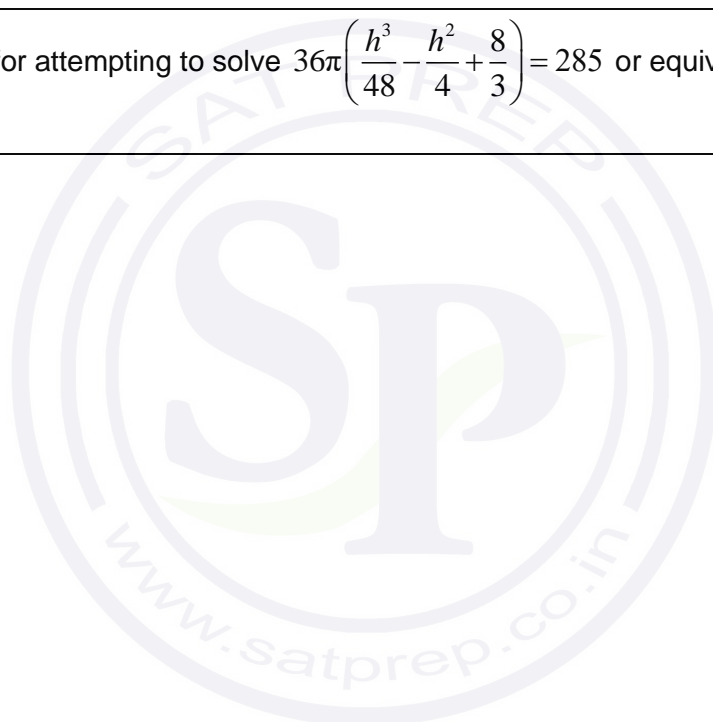 or attempting to solve 36π(h³/48 − h²/4 + 8/3) = 285 or equiv
SAT PREP
SP
www.satprep.co.in